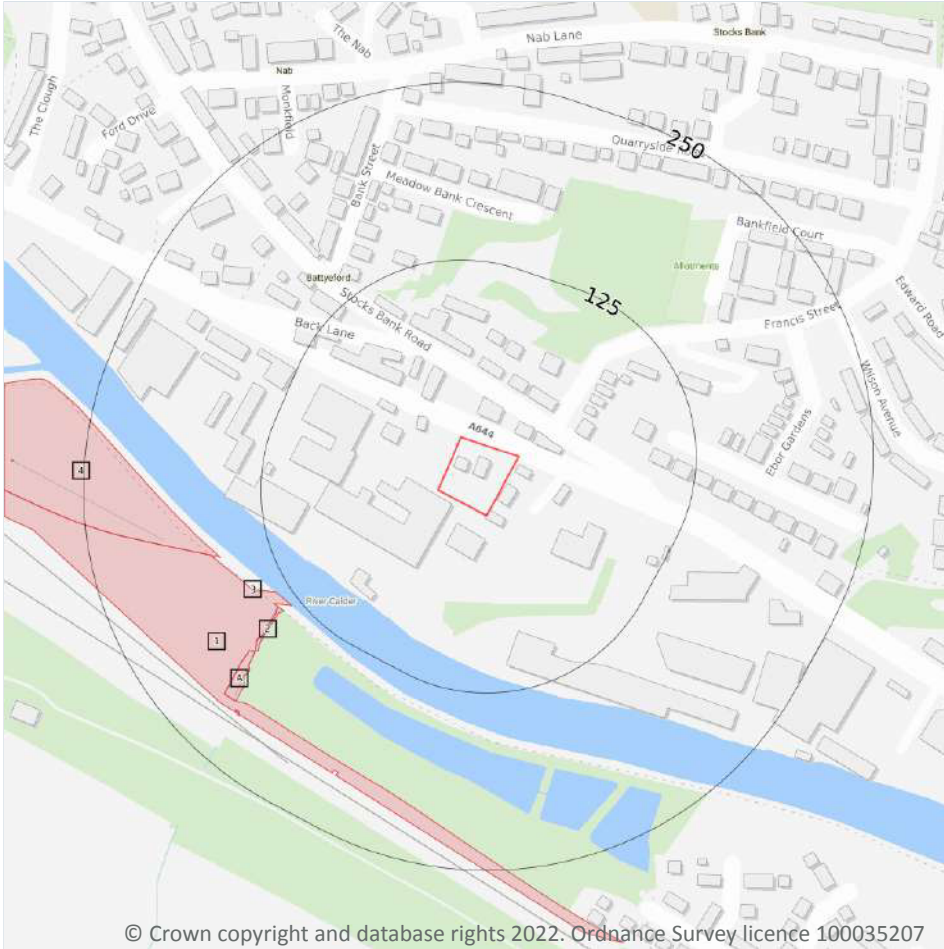 The Nab
Nab Lane
Stocks Bank
Nab
The Clough
Ford Drive
Monkfield
250
Bank Street
Meadow Bank Crescent
Bankfield Court
Allotments
Battyeford
125
Stocks Bank Road
Back Lane
Francis Street
Edward Road
Wilson Avenue
A644
Ebor Gardens
4
3
River Calder
2
1
A
© Crown copyright and database rights 2022. Ordnance Survey licence 100035207